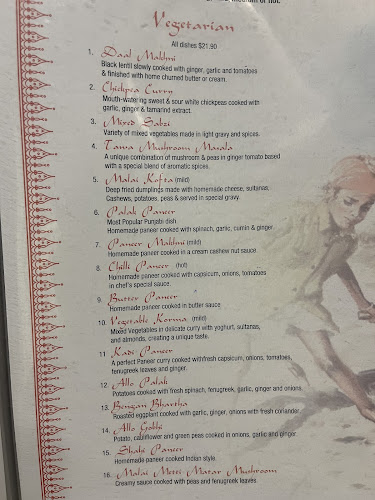 Vegetarian
All dishes $21.90
1. Daal Makhni
Black lentil slowly cooked with ginger, garlic and tomatoes
& finished with home churned butter or cream.
2. Chickpea Curry
Mouth-watering sweet & sour white chickpeas cooked with
garlic, ginger & tamarind extract.
3. Mixed Sabzi
Variety of mixed vegetables made in light gravy and spices.
4. Tawa Mushroom Masala
A unique combination of mushroom & peas in ginger tomato based
with a special blend of aromatic spices.
5. Malai Kofta (mild)
Deep fried dumplings made with homemade cheese, sultanas,
Cashews, potatoes, peas & served in special gravy.
6. Palak Paneer
Most Popular Punjabi dish.
Homemade paneer cooked with spinach, garlic, cumin & ginger.
7. Paneer Makhni (mild)
Homemade paneer cooked in a cream cashew nut sauce.
8. Chilli Paneer (hot)
Homemade paneer cooked with capsicum, onions, tomatoes
in chef's special sauce.
9. Butter Paneer
Homemade paneer cooked in butter sauce.
10. Vegetable Korma (mild)
Mixed Vegetables in delicate curry with yoghurt, sultanas,
and almonds, creating a unique taste.
11 Kadi Paneer
A perfect Paneer curry cooked withfresh capsicum, onions, tomatoes,
fenugreek leaves and ginger.
12. Allo Palak
Potatoes cooked with fresh spinach, fenugreek, garlic, ginger and onions.
13. Bengan Bhartha
Roasted eggplant cooked with garlic, ginger, onions with fresh coriander.
14. Allo Gobhi
Potato, cabliflower and green peas cooked in onions, garlic and ginger.
15. Shahi Paneer
Homemade paneer cooked Indian style.
16. Malai Metri Matar Mushroom
Creamy sauce cooked with peas and fenugreek leaves.